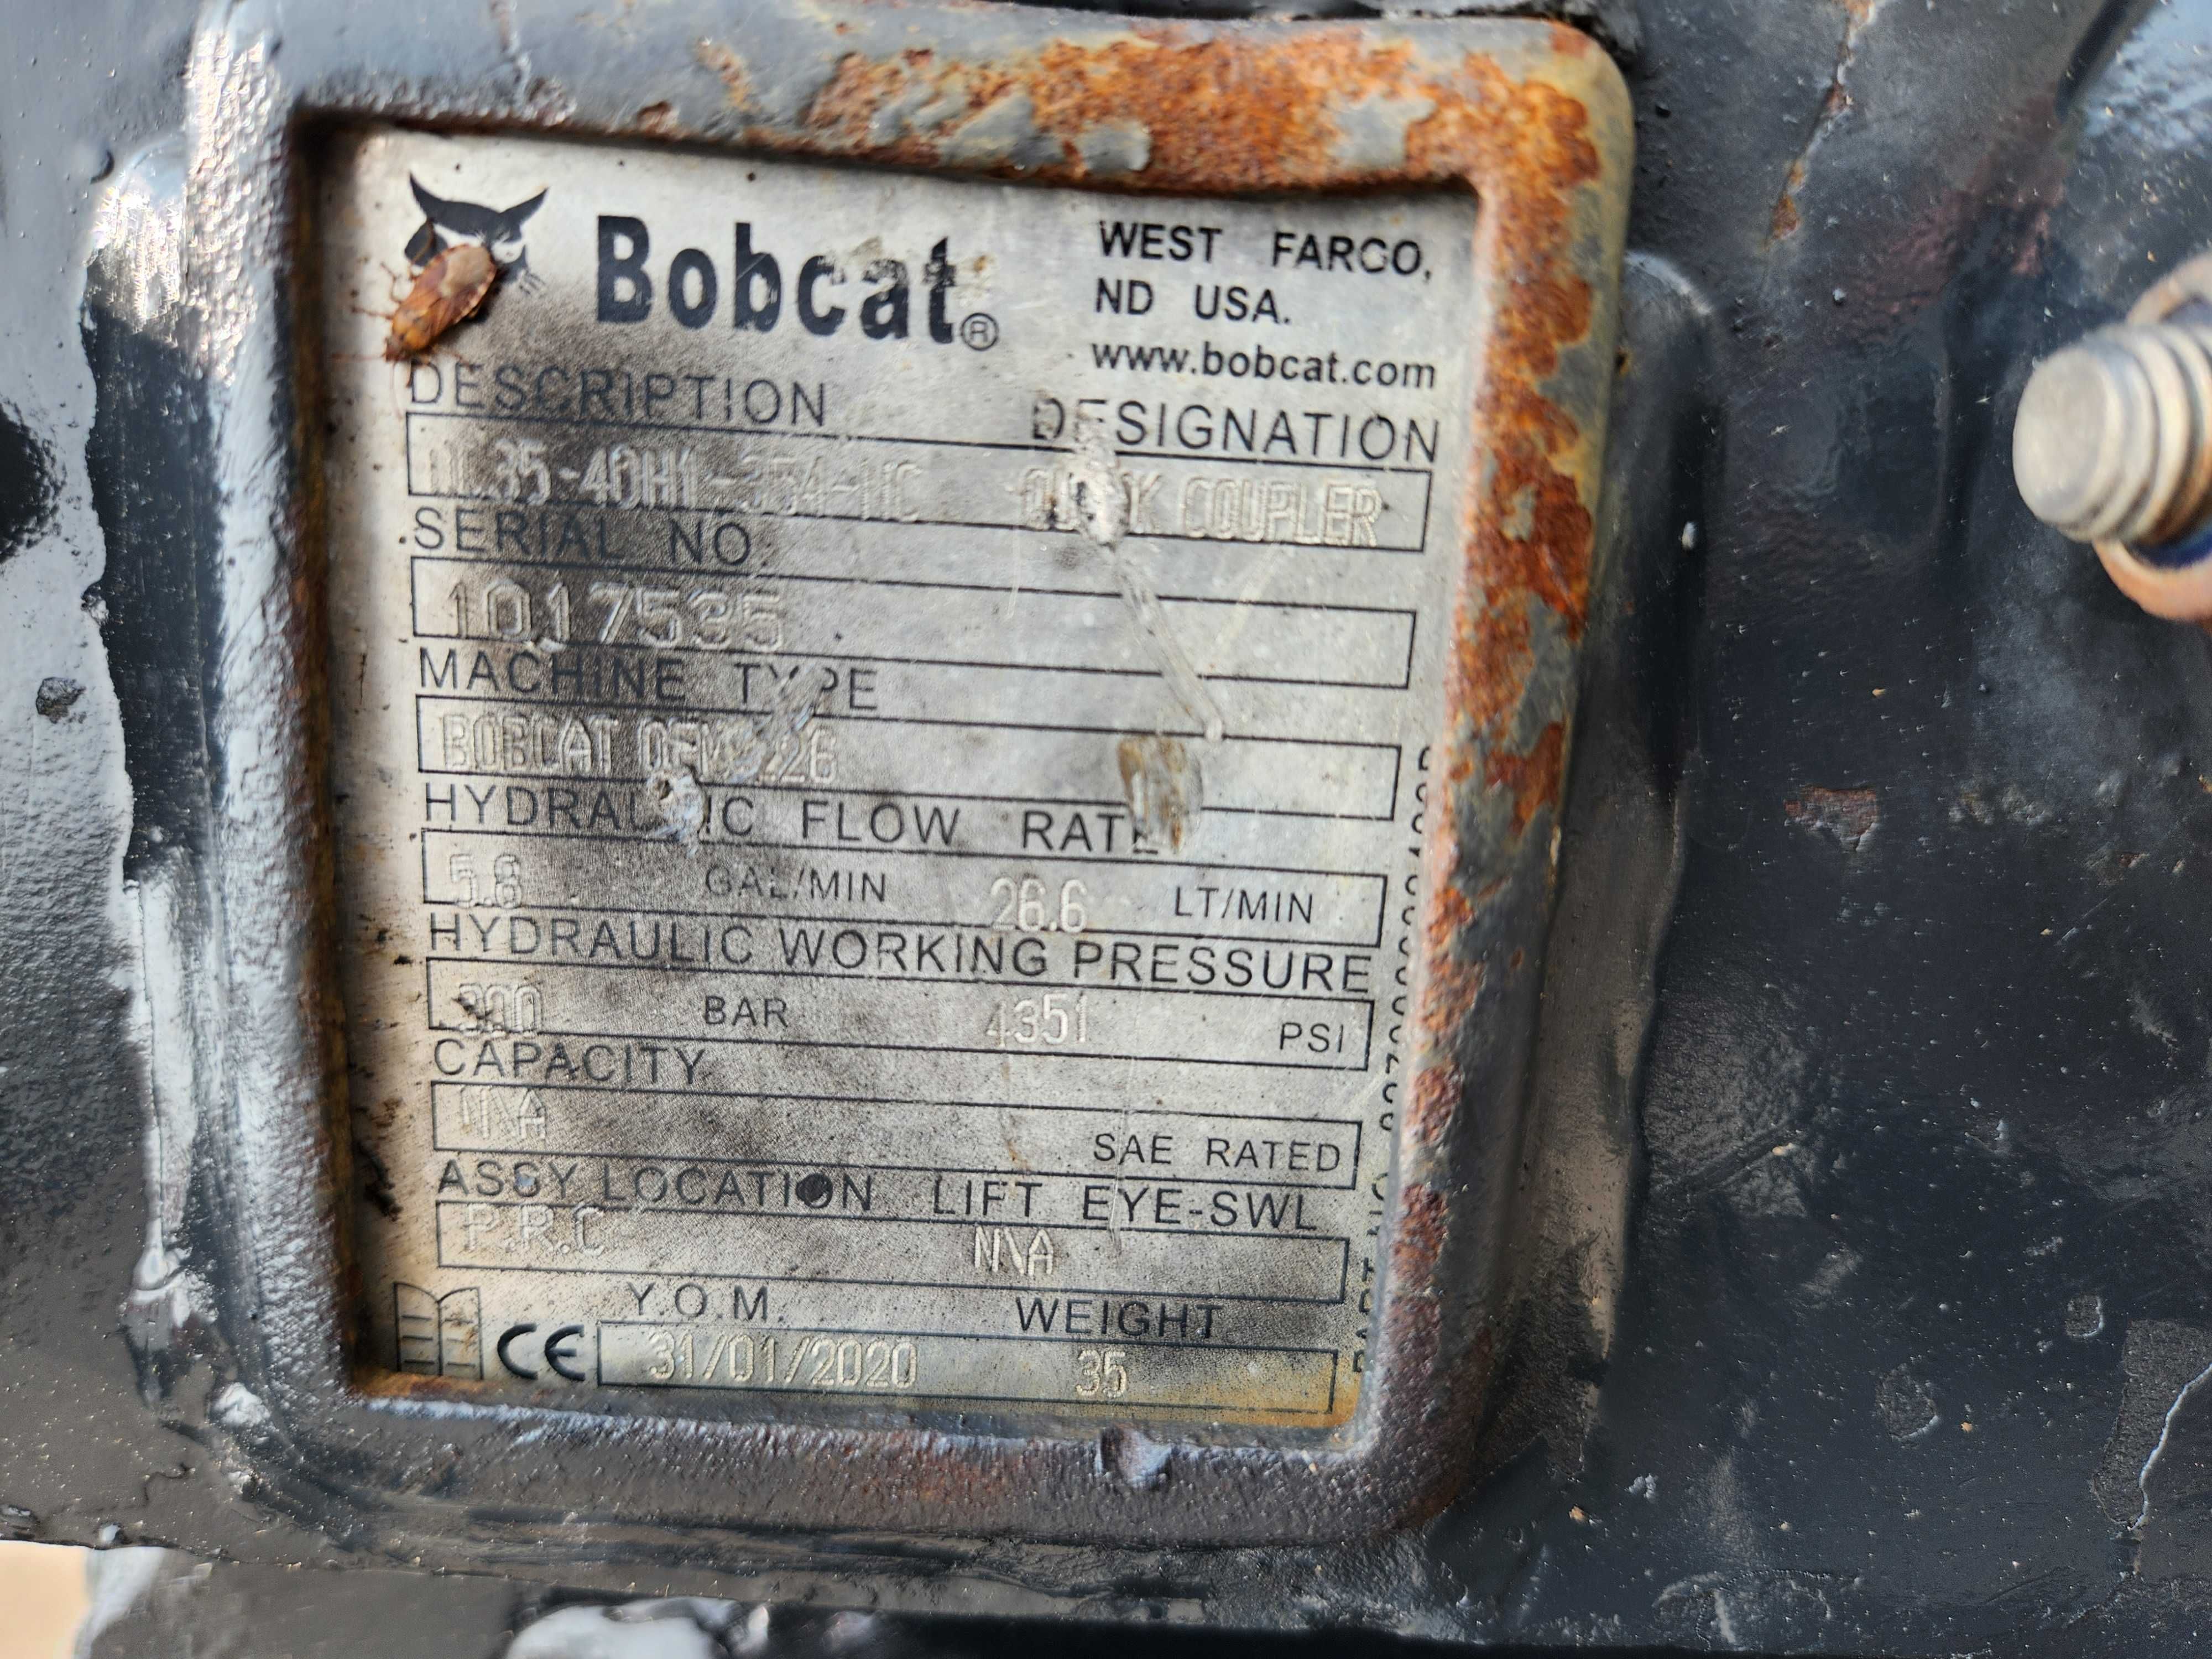 Bobcat®
WEST FARGO,
ND USA.
www.bobcat.com
DESCRIPTION DESIGNATION
QUICK COUPLER
SERIAL NO.
1017535
MACHINE TYPE
BOBCAT
HYDRAULIC FLOW RATE
5.8 GAL/MIN 26.6 LT/MIN
HYDRAULIC WORKING PRESSURE
300 BAR 4351 PSI
CAPACITY
N\A SAE RATED
ASSY LOCATION LIFT EYE-SWL
P.R.C N\A
Y.O.M. WEIGHT
CE 31/01/2020 35